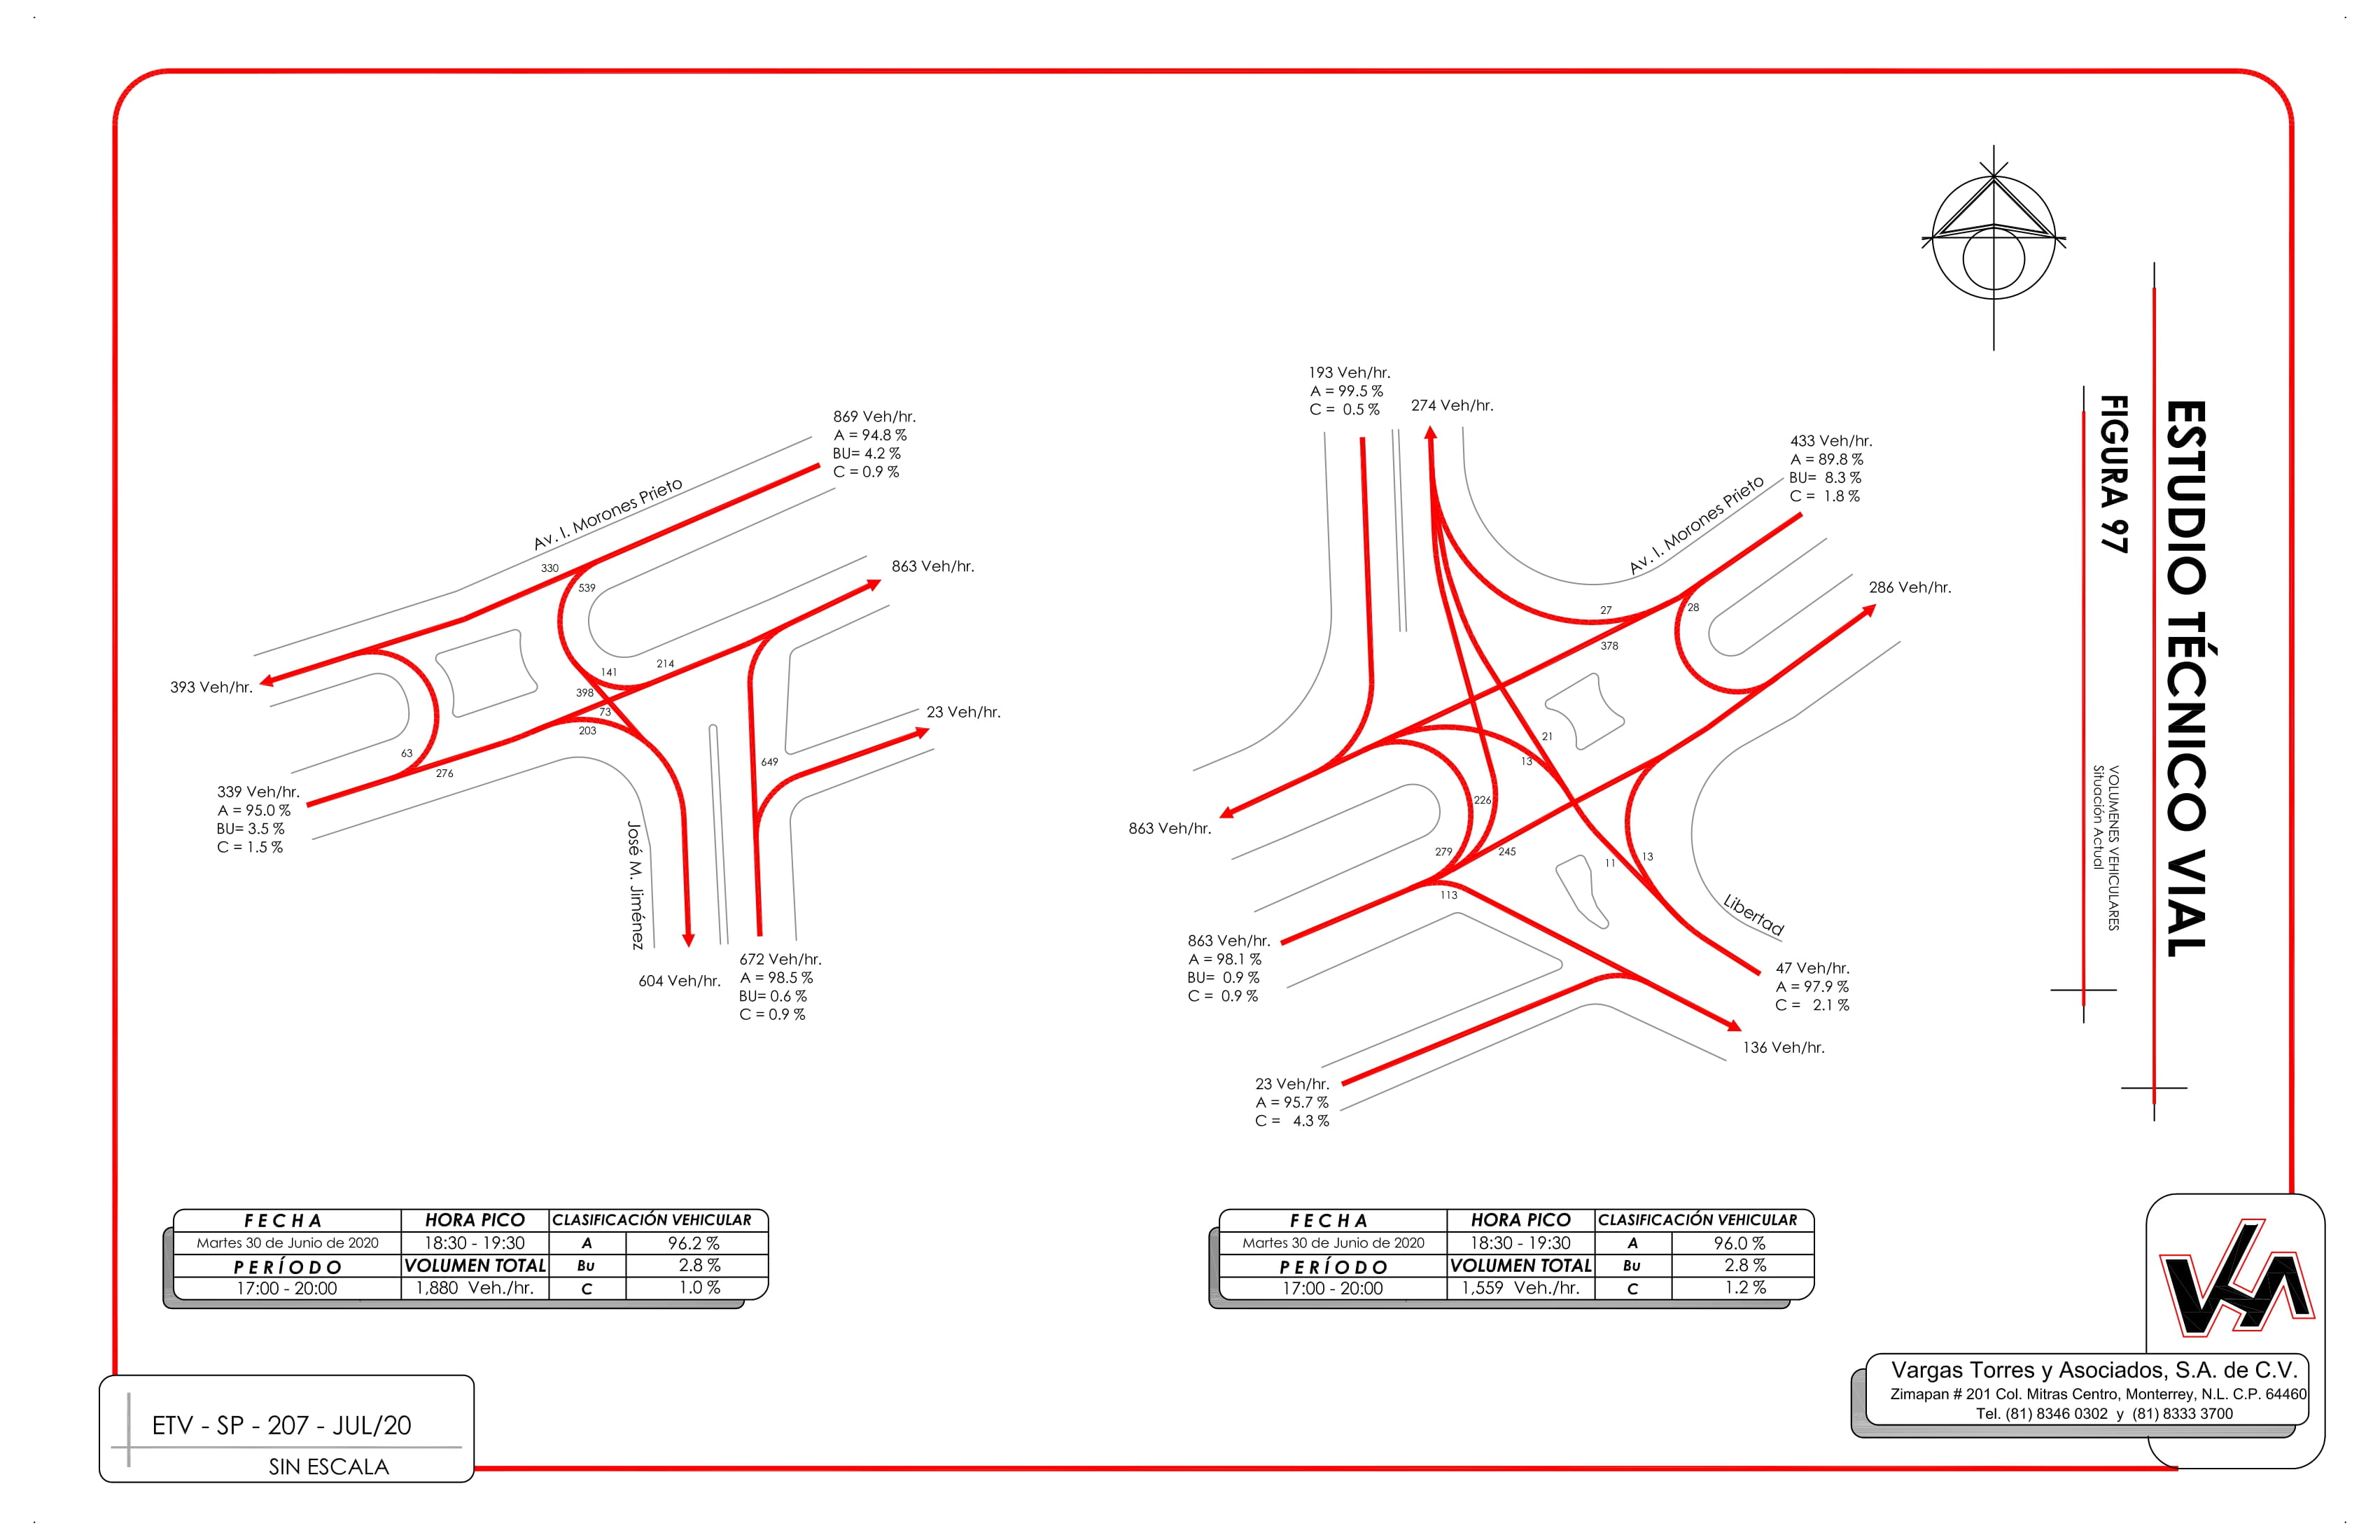 869 Veh/hr.
A = 94.8 %
BU= 4.2 %
C = 0.9 %
Av. I. Morones Prieto
330
539
863 Veh/hr.
141
214
398
393 Veh/hr.
73
203
23 Veh/hr.
63
276
649
339 Veh/hr.
A = 95.0 %
BU= 3.5 %
C = 1.5 %
José M. Jiménez
604 Veh/hr.
672 Veh/hr.
A = 98.5 %
BU= 0.6 %
C = 0.9 %
193 Veh/hr.
A = 99.5 %
C = 0.5 %
274 Veh/hr.
433 Veh/hr.
A = 89.8 %
BU= 8.3 %
C = 1.8 %
Av. I. Morones Prieto
286 Veh/hr.
27
28
378
21
13
226
863 Veh/hr.
279
245
11
13
113
Libertad
863 Veh/hr.
A = 98.1 %
BU= 0.9 %
C = 0.9 %
47 Veh/hr.
A = 97.9 %
C = 2.1 %
136 Veh/hr.
23 Veh/hr.
A = 95.7 %
C = 4.3 %
ESTUDIO TÉCNICO VIAL
FIGURA 97
VOLUMENES VEHICULARES
Situación Actual
FECHA HORA PICO CLASIFICACIÓN VEHICULAR
Martes 30 de Junio de 2020 18:30 - 19:30 A 96.2 %
PERÍODO VOLUMEN TOTAL Bu 2.8 %
17:00 - 20:00 1,880 Veh./hr. C 1.0 %
FECHA HORA PICO CLASIFICACIÓN VEHICULAR
Martes 30 de Junio de 2020 18:30 - 19:30 A 96.0 %
PERÍODO VOLUMEN TOTAL Bu 2.8 %
17:00 - 20:00 1,559 Veh./hr. C 1.2 %
ETV - SP - 207 - JUL/20
SIN ESCALA
VTA
Vargas Torres y Asociados, S.A. de C.V.
Zimapan # 201 Col. Mitras Centro, Monterrey, N.L. C.P. 64460
Tel. (81) 8346 0302 y (81) 8333 3700